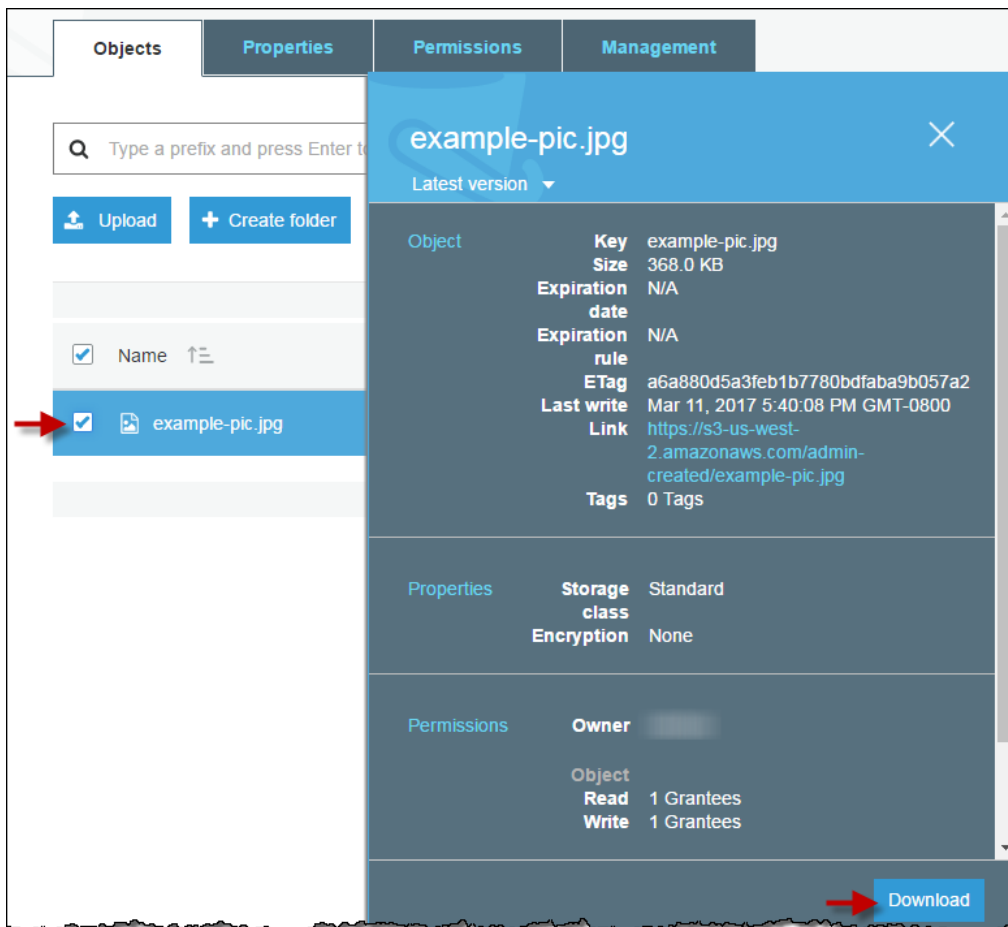 Objects
Properties
Permissions
Management
Type a prefix and press Enter t
Upload
Create folder
Name
example-pic.jpg
example-pic.jpg
Latest version
Object
Key example-pic.jpg
Size 368.0 KB
Expiration N/A
date
Expiration N/A
rule
ETag a6a880d5a3feb1b7780bdfaba9b057a2
Last write Mar 11, 2017 5:40:08 PM GMT-0800
Link https://s3-us-west-
2.amazonaws.com/admin-
created/example-pic.jpg
Tags 0 Tags
Properties
Storage Standard
class
Encryption None
Permissions
Owner
Object
Read 1 Grantees
Write 1 Grantees
Download